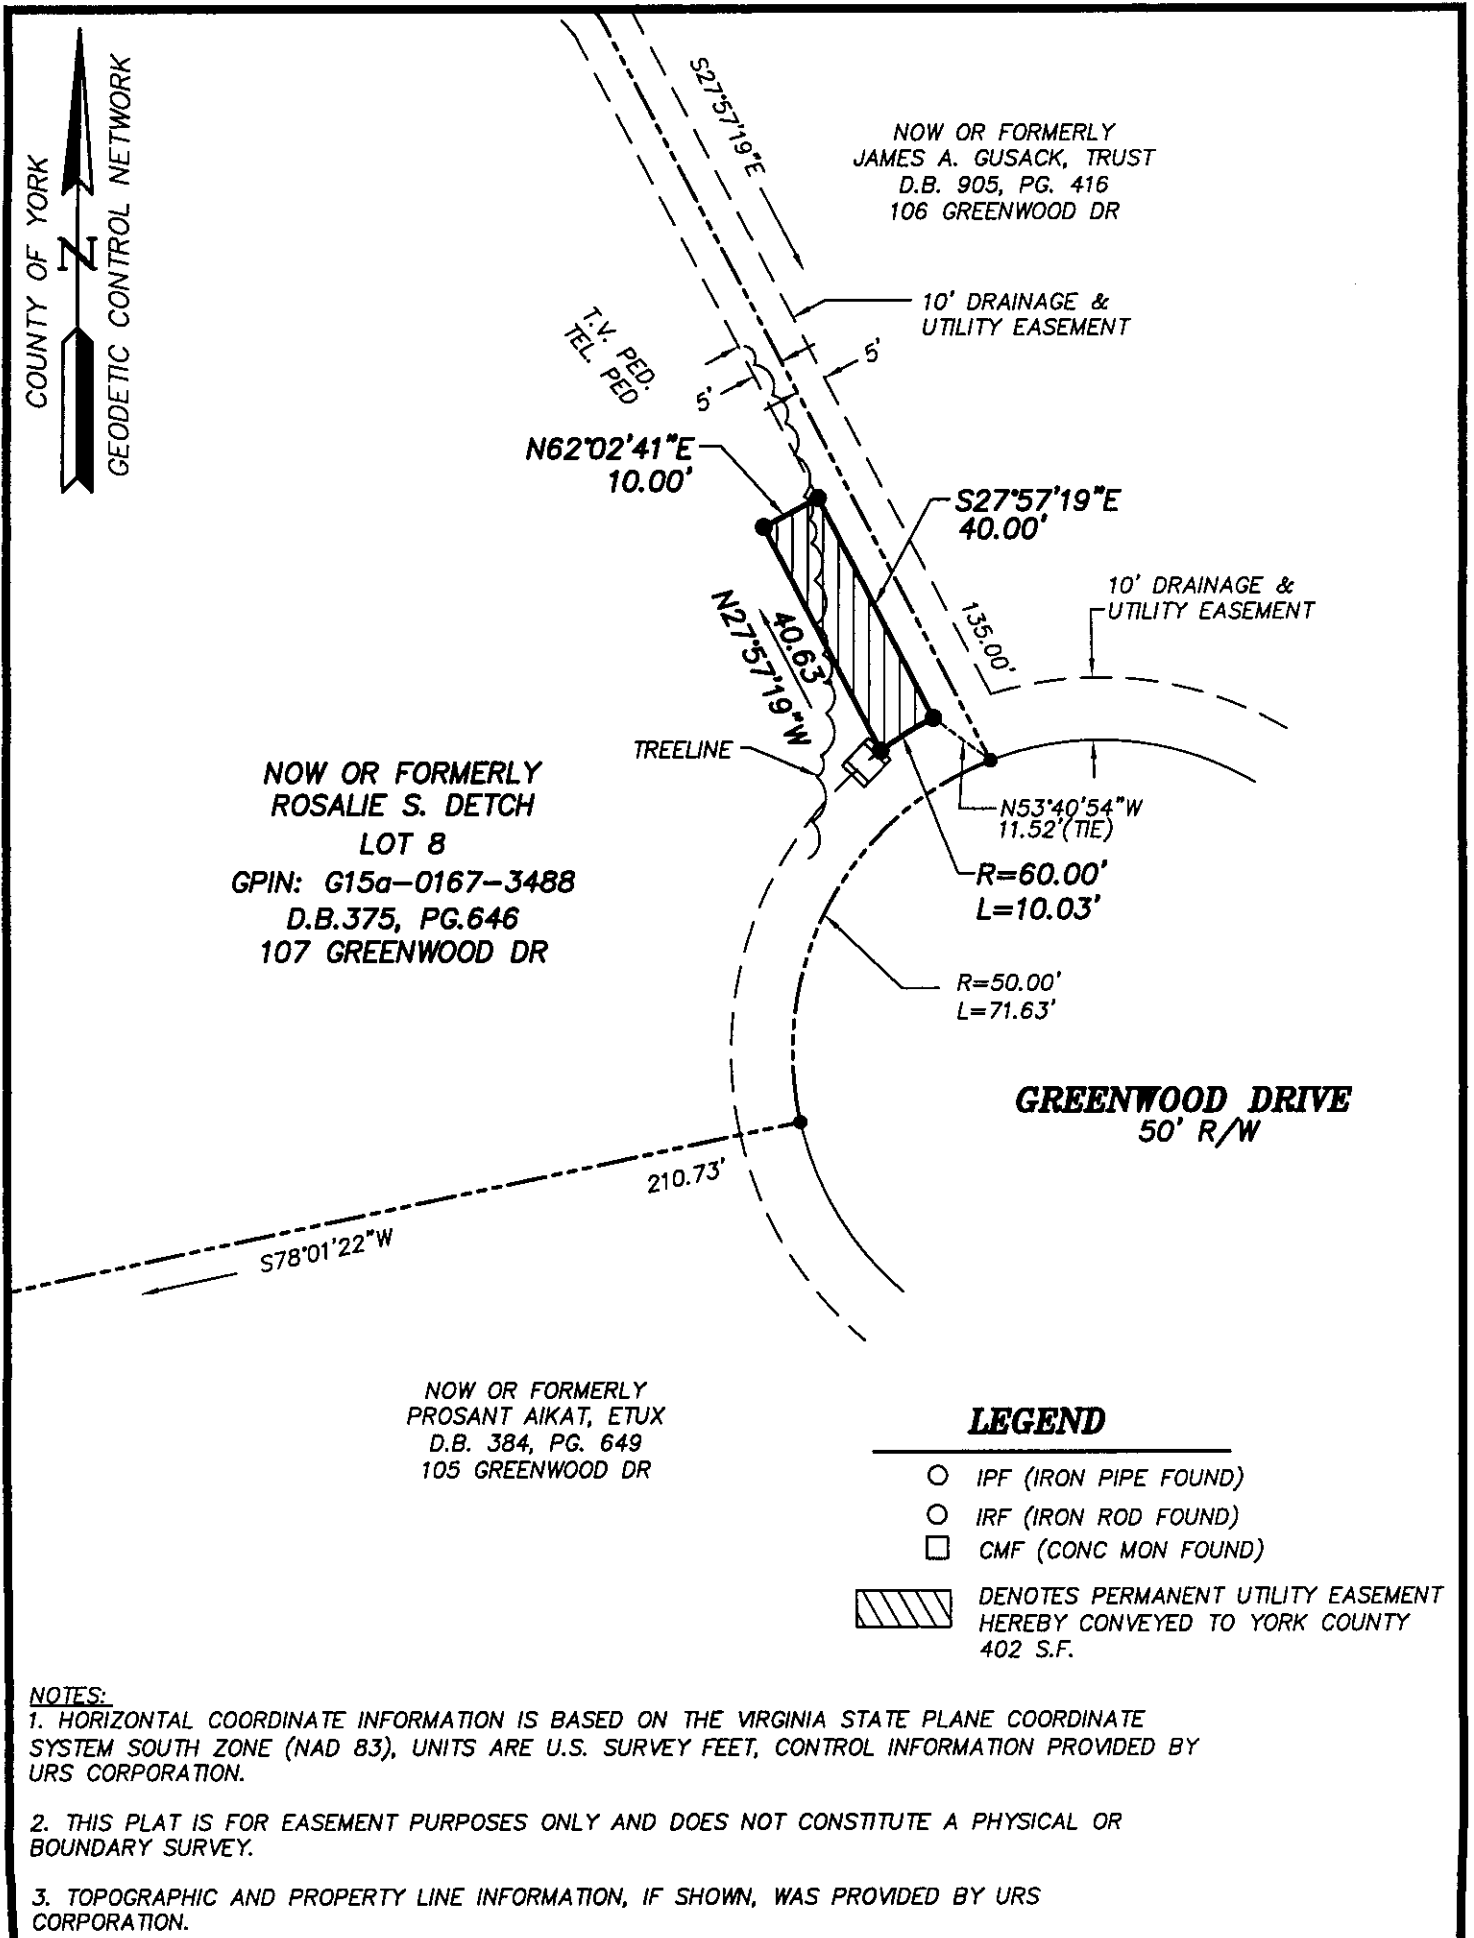 COUNTY OF YORK
N
GEODETIC CONTROL NETWORK
S27°57'19"E
NOW OR FORMERLY
JAMES A. GUSACK, TRUST
D.B. 905, PG. 416
106 GREENWOOD DR
10' DRAINAGE &
UTILITY EASEMENT
T.V. PED.
TEL. PED
5'
5'
N62°02'41"E
10.00'
S27°57'19"E
40.00'
10' DRAINAGE &
UTILITY EASEMENT
135.00'
40.63'
N27°57'19"W
TREELINE
NOW OR FORMERLY
ROSALIE S. DETCH
LOT 8
GPIN: G15a-0167-3488
D.B.375, PG.646
107 GREENWOOD DR
N53°40'54"W
11.52'(TIE)
R=60.00'
L=10.03'
R=50.00'
L=71.63'
GREENWOOD DRIVE
50' R/W
210.73'
S78°01'22"W
NOW OR FORMERLY
PROSANT AIKAT, ETUX
D.B. 384, PG. 649
105 GREENWOOD DR
LEGEND
IPF (IRON PIPE FOUND)
IRF (IRON ROD FOUND)
CMF (CONC MON FOUND)
DENOTES PERMANENT UTILITY EASEMENT
HEREBY CONVEYED TO YORK COUNTY
402 S.F.
NOTES:
1. HORIZONTAL COORDINATE INFORMATION IS BASED ON THE VIRGINIA STATE PLANE COORDINATE
SYSTEM SOUTH ZONE (NAD 83), UNITS ARE U.S. SURVEY FEET, CONTROL INFORMATION PROVIDED BY
URS CORPORATION.
2. THIS PLAT IS FOR EASEMENT PURPOSES ONLY AND DOES NOT CONSTITUTE A PHYSICAL OR
BOUNDARY SURVEY.
3. TOPOGRAPHIC AND PROPERTY LINE INFORMATION, IF SHOWN, WAS PROVIDED BY URS
CORPORATION.